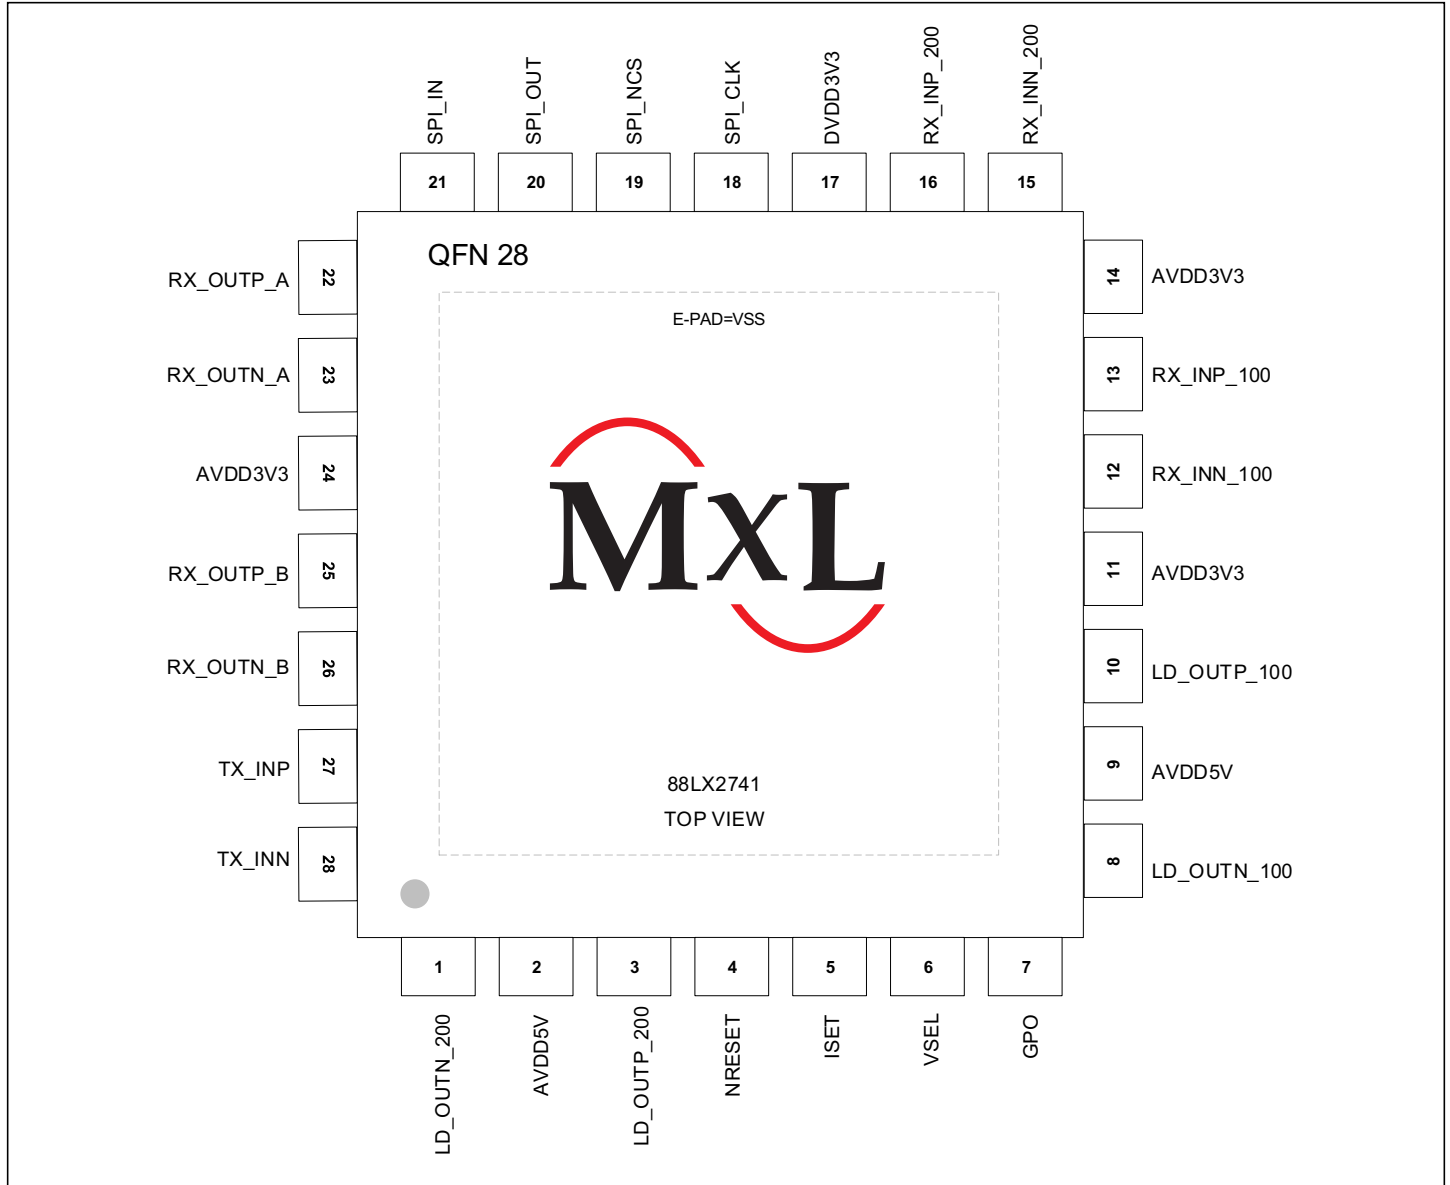 SPI_IN
SPI_OUT
SPI_NCS
SPI_CLK
DVDD3V3
RX_INP_200
RX_INN_200
21
20
19
18
17
16
15
QFN 28
E-PAD=VSS
RX_OUTP_A
22
RX_OUTN_A
23
AVDD3V3
24
RX_OUTP_B
25
RX_OUTN_B
26
TX_INP
27
TX_INN
28
MxL
88LX2741
TOP VIEW
14
AVDD3V3
13
RX_INP_100
12
RX_INN_100
11
AVDD3V3
10
LD_OUTP_100
9
AVDD5V
8
LD_OUTN_100
1
2
3
4
5
6
7
LD_OUTN_200
AVDD5V
LD_OUTP_200
NRESET
ISET
VSEL
GPO